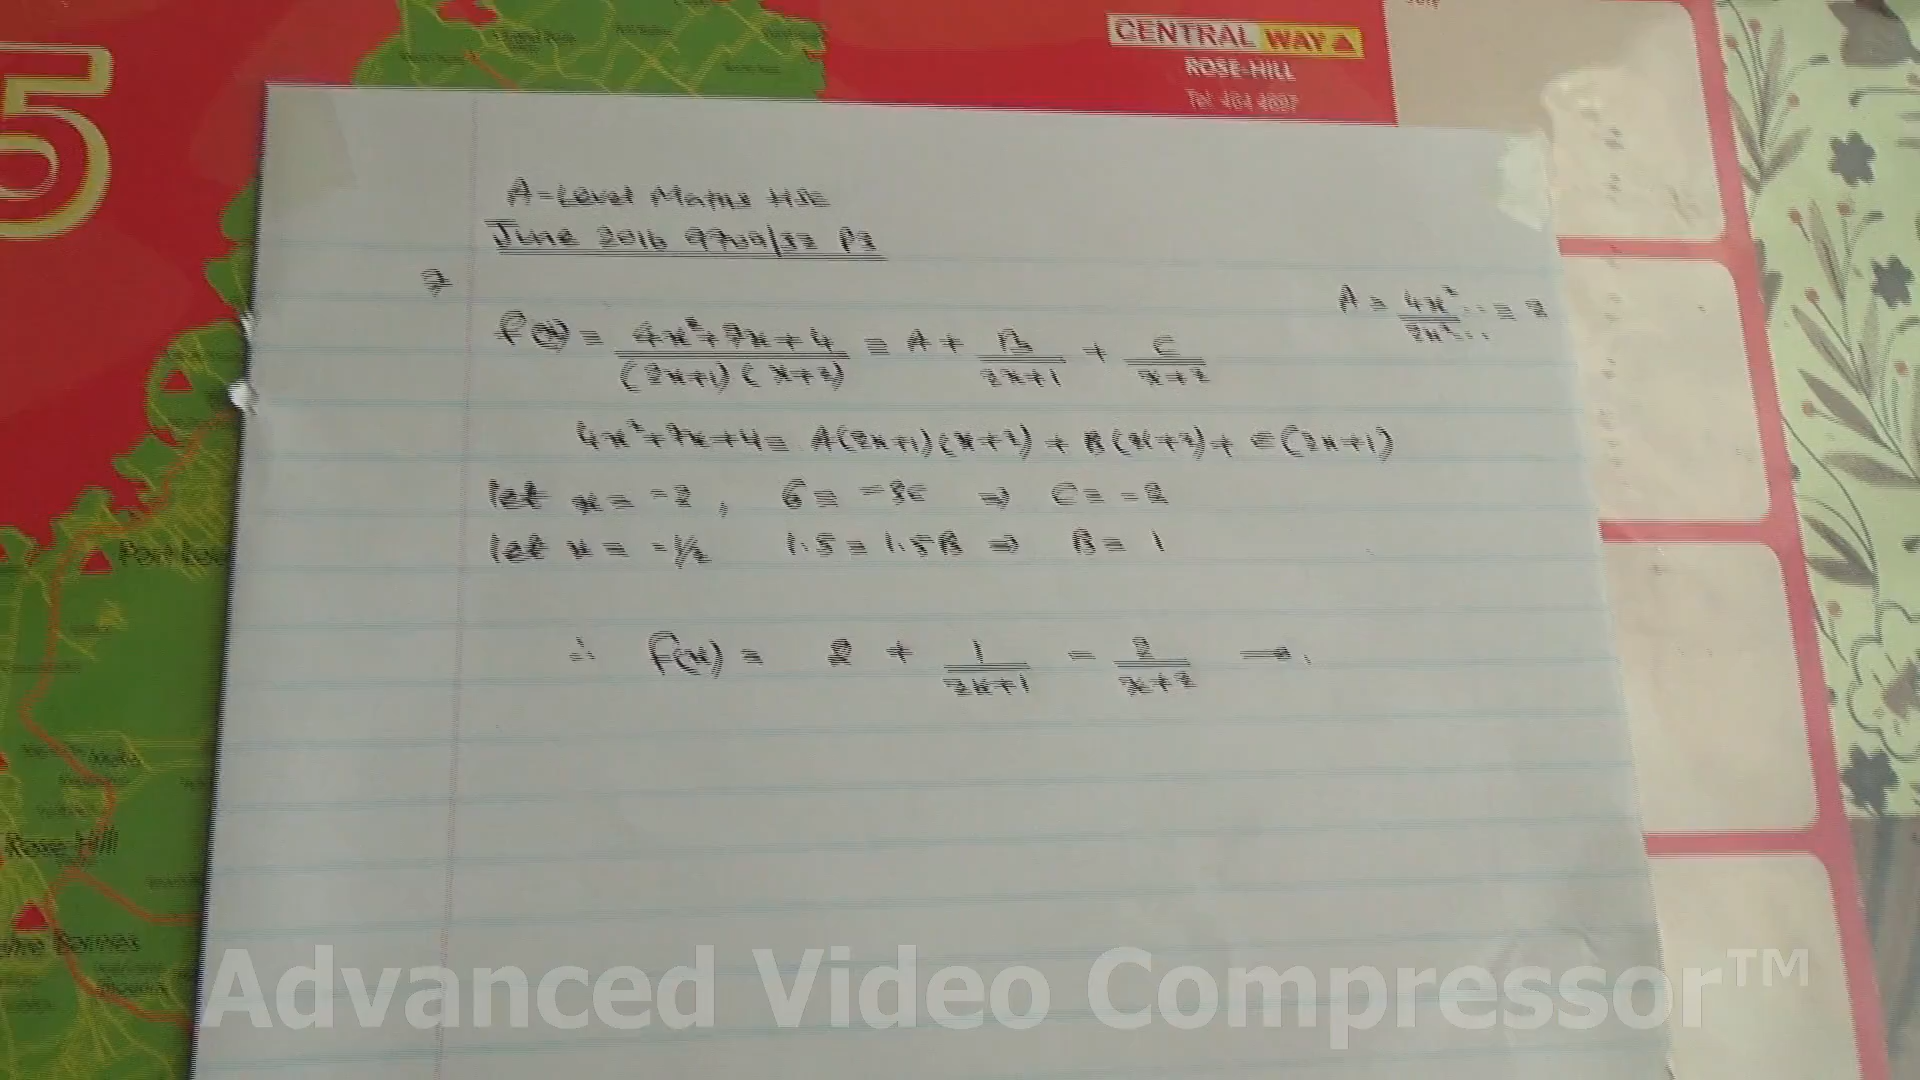 5
CENTRAL WAY
ROSE-HILL
A-Level Maths HSC
June 2016 9709/32 P3
7
f(x) = 4x²+7x+4 / (2x+1)(x+2) ≡ A + B/(2x+1) + C/(x+2)
A = 4x².../2x²... = 2
4x²+7x+4 ≡ A(2x+1)(x+2) + B(x+2) + C(2x+1)
let x = -2, 6 = -3C ⇒ C = -2
let x = -1/2 1.5 = 1.5B ⇒ B = 1
∴ f(x) = 2 + 1/(2x+1) - 2/(x+2)
Rose Hill
Advanced Video Compressor™